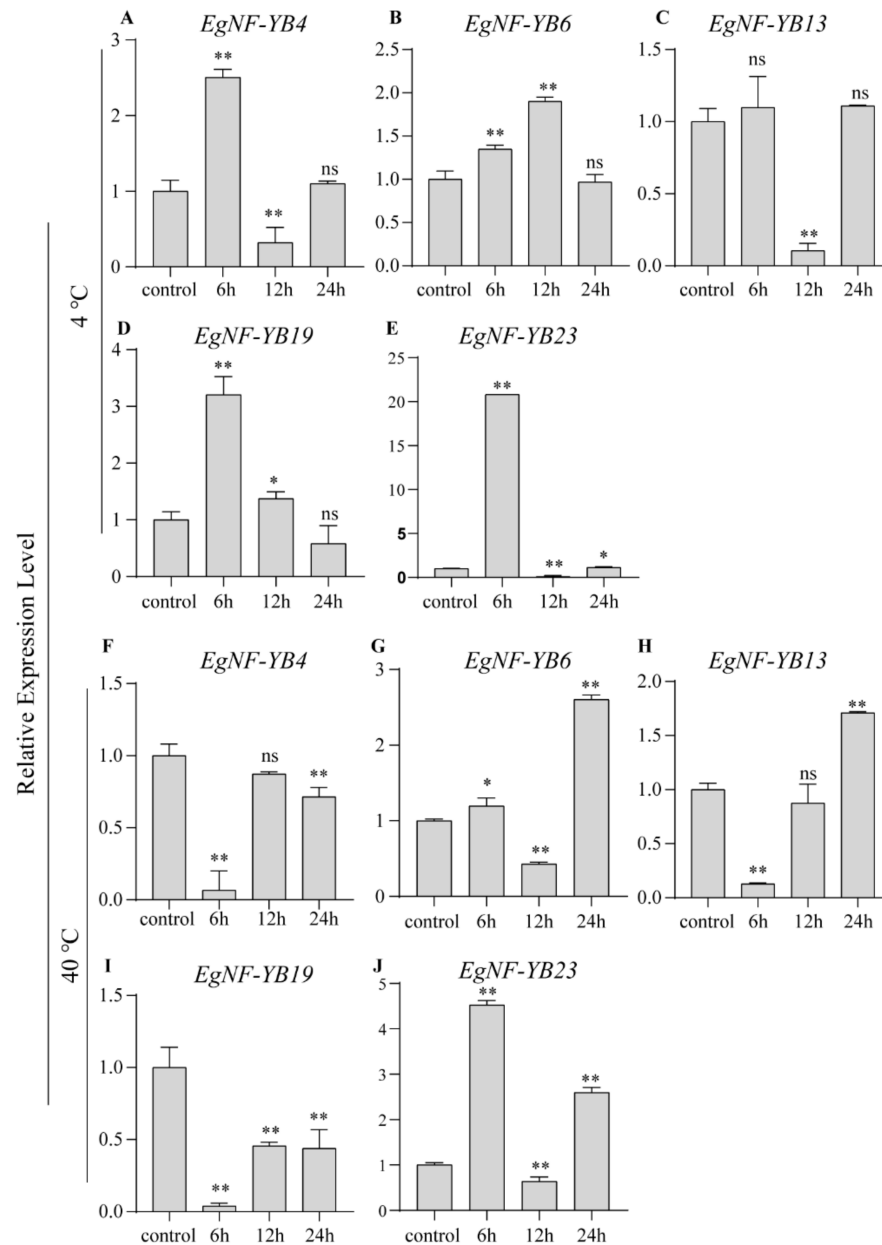 Relative Expression Level
4 °C
A EgNF-YB4
3
2
1
0
** ** ns
control 6h 12h 24h
B EgNF-YB6
2.5
2.0
1.5
1.0
0.5
0.0
** ** ns
control 6h 12h 24h
C EgNF-YB13
1.5
1.0
0.5
0.0
ns ** ns
control 6h 12h 24h
D EgNF-YB19
4
3
2
1
0
** * ns
control 6h 12h 24h
E EgNF-YB23
25
20
15
10
5
0
** ** *
control 6h 12h 24h
40 °C
F EgNF-YB4
1.5
1.0
0.5
0.0
** ns **
control 6h 12h 24h
G EgNF-YB6
3
2
1
0
* ** **
control 6h 12h 24h
H EgNF-YB13
2.0
1.5
1.0
0.5
0.0
** ns **
control 6h 12h 24h
I EgNF-YB19
1.5
1.0
0.5
0.0
** ** **
control 6h 12h 24h
J EgNF-YB23
5
4
3
2
1
0
** ** **
control 6h 12h 24h